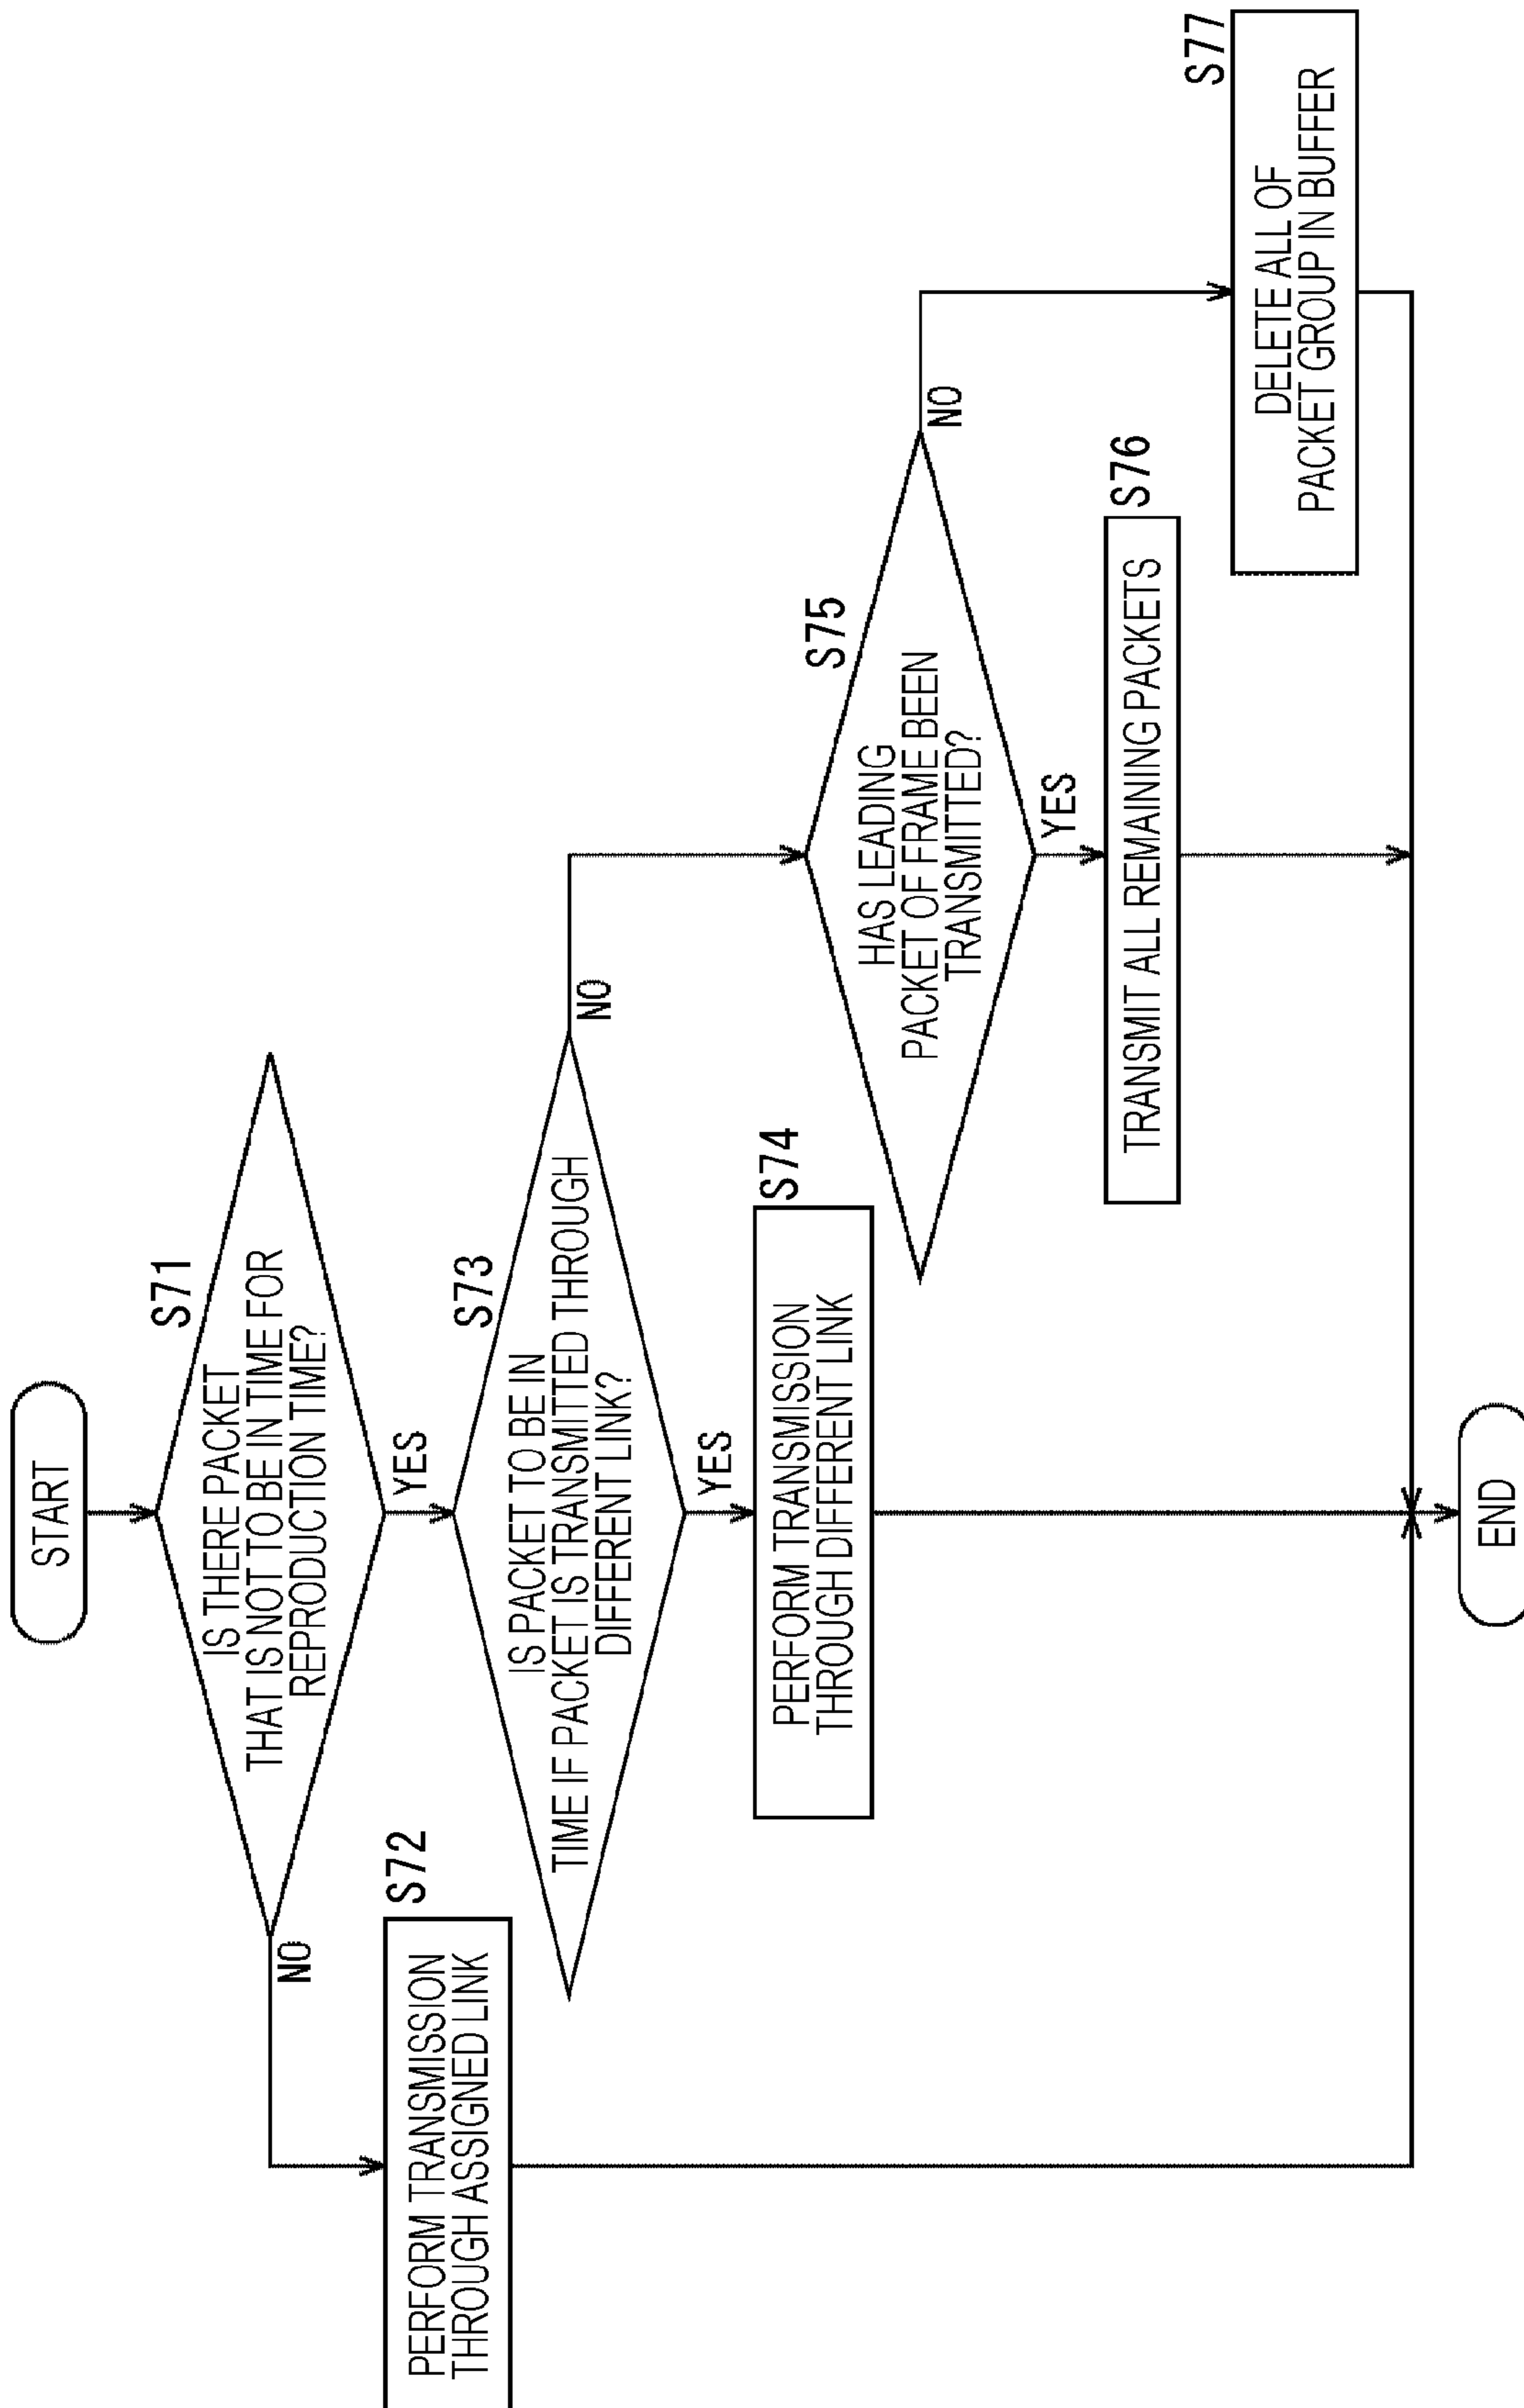 START
S71
IS THERE PACKET
THAT IS NOT TO BE IN TIME FOR
REPRODUCTION TIME?
NO
YES
S72
PERFORM TRANSMISSION
THROUGH ASSIGNED LINK
S73
IS PACKET TO BE IN
TIME IF PACKET IS TRANSMITTED THROUGH
DIFFERENT LINK?
NO
YES
S74
PERFORM TRANSMISSION
THROUGH DIFFERENT LINK
S75
HAS LEADING
PACKET OF FRAME BEEN
TRANSMITTED?
NO
YES
S76
TRANSMIT ALL REMAINING PACKETS
S77
DELETE ALL OF
PACKET GROUP IN BUFFER
END